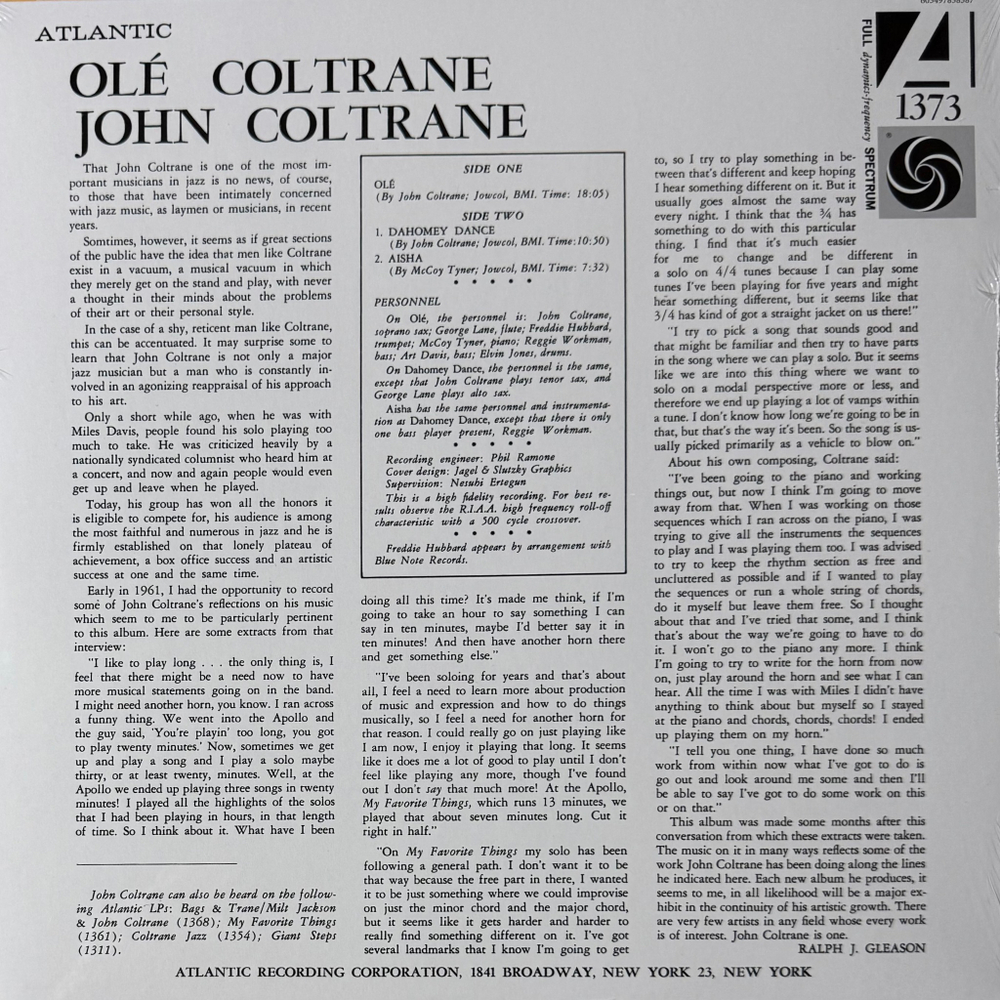 ATLANTIC
OLÉ COLTRANE
JOHN COLTRANE
That John Coltrane is one of the most im-
portant musicians in jazz is no news, of course,
to those that have been intimately concerned
with jazz music, as laymen or musicians, in recent
years.
Somtimes, however, it seems as if great sections
of the public have the idea that men like Coltrane
exist in a vacuum, a musical vacuum in which
they merely get on the stand and play, with never
a thought in their minds about the problems
of their art or their personal style.
In the case of a shy, reticent man like Coltrane,
this can be accentuated. It may surprise some to
learn that John Coltrane is not only a major
jazz musician but a man who is constantly in-
volved in an agonizing reappraisal of his approach
to his art.
Only a short while ago, when he was with
Miles Davis, people found his solo playing too
much to take. He was criticized heavily by a
nationally syndicated columnist who heard him at
a concert, and now and again people would even
get up and leave when he played.
Today, his group has won all the honors it
is eligible to compete for, his audience is among
the most faithful and numerous in jazz and he is
firmly established on that lonely plateau of
achievement, a box office success and an artistic
success at one and the same time.
Early in 1961, I had the opportunity to record
some of John Coltrane's reflections on his music
which seem to me to be particularly pertinent
to this album. Here are some extracts from that
interview:
"I like to play long . . . the only thing is, I
feel that there might be a need now to have
more musical statements going on in the band.
I might need another horn, you know. I ran across
a funny thing. We went into the Apollo and
the guy said, 'You're playin' too long, you got
to play twenty minutes.' Now, sometimes we get
up and play a song and I play a solo maybe
thirty, or at least twenty, minutes. Well, at the
Apollo we ended up playing three songs in twenty
minutes! I played all the highlights of the solos
that I had been playing in hours, in that length
of time. So I think about it. What have I been
John Coltrane can also be heard on the follow-
ing Atlantic LPs: Bags & Trane/Milt Jackson
& John Coltrane (1368); My Favorite Things
(1361); Coltrane Jazz (1354); Giant Steps
(1311).
SIDE ONE
OLÉ
(By John Coltrane; Jowcol, BMI. Time: 18:05)
SIDE TWO
1. DAHOMEY DANCE
(By John Coltrane; Jowcol, BMI. Time:10:50)
2. AISHA
(By McCoy Tyner; Jowcol, BMI. Time: 7:32)
• • • • •
PERSONNEL
On Olé, the personnel is: John Coltrane,
soprano sax; George Lane, flute; Freddie Hubbard,
trumpet; McCoy Tyner, piano; Reggie Workman,
bass; Art Davis, bass; Elvin Jones, drums.
On Dahomey Dance, the personnel is the same,
except that John Coltrane plays tenor sax, and
George Lane plays alto sax.
Aisha has the same personnel and instrumenta-
tion as Dahomey Dance, except that there is only
one bass player present, Reggie Workman.
• • • • •
Recording engineer: Phil Ramone
Cover design: Jagel & Slutzky Graphics
Supervision: Nesuhi Ertegun
This is a high fidelity recording. For best re-
sults observe the R.I.A.A. high frequency roll-off
characteristic with a 500 cycle crossover.
• • • • •
Freddie Hubbard appears by arrangement with
Blue Note Records.
doing all this time? It's made me think, if I'm
going to take an hour to say something I can
say in ten minutes, maybe I'd better say it in
ten minutes! And then have another horn there
and get something else."
"I've been soloing for years and that's about
all, I feel a need to learn more about production
of music and expression and how to do things
musically, so I feel a need for another horn for
that reason. I could really go on just playing like
I am now, I enjoy it playing that long. It seems
like it does me a lot of good to play until I don't
feel like playing any more, though I've found
out I don't say that much more! At the Apollo,
My Favorite Things, which runs 13 minutes, we
played that about seven minutes long. Cut it
right in half."
"On My Favorite Things my solo has been
following a general path. I don't want it to be
that way because the free part in there, I wanted
it to be just something where we could improvise
on just the minor chord and the major chord,
but it seems like it gets harder and harder to
really find something different on it. I've got
several landmarks that I know I'm going to get
to, so I try to play something in be-
tween that's different and keep hoping
I hear something different on it. But it
usually goes almost the same way
every night. I think that the ¾ has
something to do with this particular
thing. I find that it's much easier
for me to change and be different in
a solo on 4/4 tunes because I can play some
tunes I've been playing for five years and might
hear something different, but it seems like that
3/4 has kind of got a straight jacket on us there!"
"I try to pick a song that sounds good and
that might be familiar and then try to have parts
in the song where we can play a solo. But it seems
like we are into this thing where we want to
solo on a modal perspective more or less, and
therefore we end up playing a lot of vamps within
a tune. I don't know how long we're going to be in
that, but that's the way it's been. So the song is us-
ually picked primarily as a vehicle to blow on."
About his own composing, Coltrane said:
"I've been going to the piano and working
things out, but now I think I'm going to move
away from that. When I was working on those
sequences which I ran across on the piano, I was
trying to give all the instruments the sequences
to play and I was playing them too. I was advised
to try to keep the rhythm section as free and
uncluttered as possible and if I wanted to play
the sequences or run a whole string of chords,
do it myself but leave them free. So I thought
about that and I've tried that some, and I think
that's about the way we're going to have to do
it. I won't go to the piano any more. I think
I'm going to try to write for the horn from now
on, just play around the horn and see what I can
hear. All the time I was with Miles I didn't have
anything to think about but myself so I stayed
at the piano and chords, chords, chords! I ended
up playing them on my horn."
"I tell you one thing, I have done so much
work from within now what I've got to do is
go out and look around me some and then I'll
be able to say I've got to do some work on this
or on that."
This album was made some months after this
conversation from which these extracts were taken.
The music on it in many ways reflects some of the
work John Coltrane has been doing along the lines
he indicated here. Each new album he produces, it
seems to me, in all likelihood will be a major ex-
hibit in the continuity of his artistic growth. There
are very few artists in any field whose every work
is of interest. John Coltrane is one.
RALPH J. GLEASON
FULL dynamics-frequency SPECTRUM
A
1373
®
ATLANTIC RECORDING CORPORATION, 1841 BROADWAY, NEW YORK 23, NEW YORK